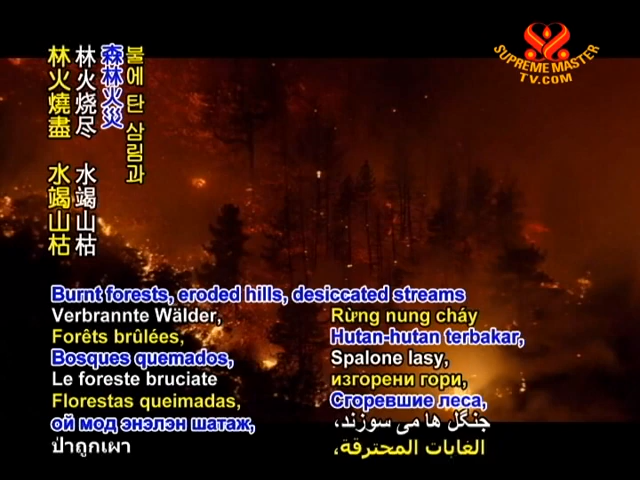 SUPREME MASTER
TV.COM
불에 탄 삼림과
森林火災
林火烧尽 水竭山枯
林火燒盡 水竭山枯
Burnt forests, eroded hills, desiccated streams
Verbrannte Wälder,
Forêts brûlées,
Bosques quemados,
Le foreste bruciate
Florestas queimadas,
ой мод энэлэн шатаж,
ป่าถูกเผา
Rừng nung cháy
Hutan-hutan terbakar,
Spalone lasy,
изгорени гори,
Сгоревшие леса,
جنگل ها می سوزند،
الغابات المحترقة،